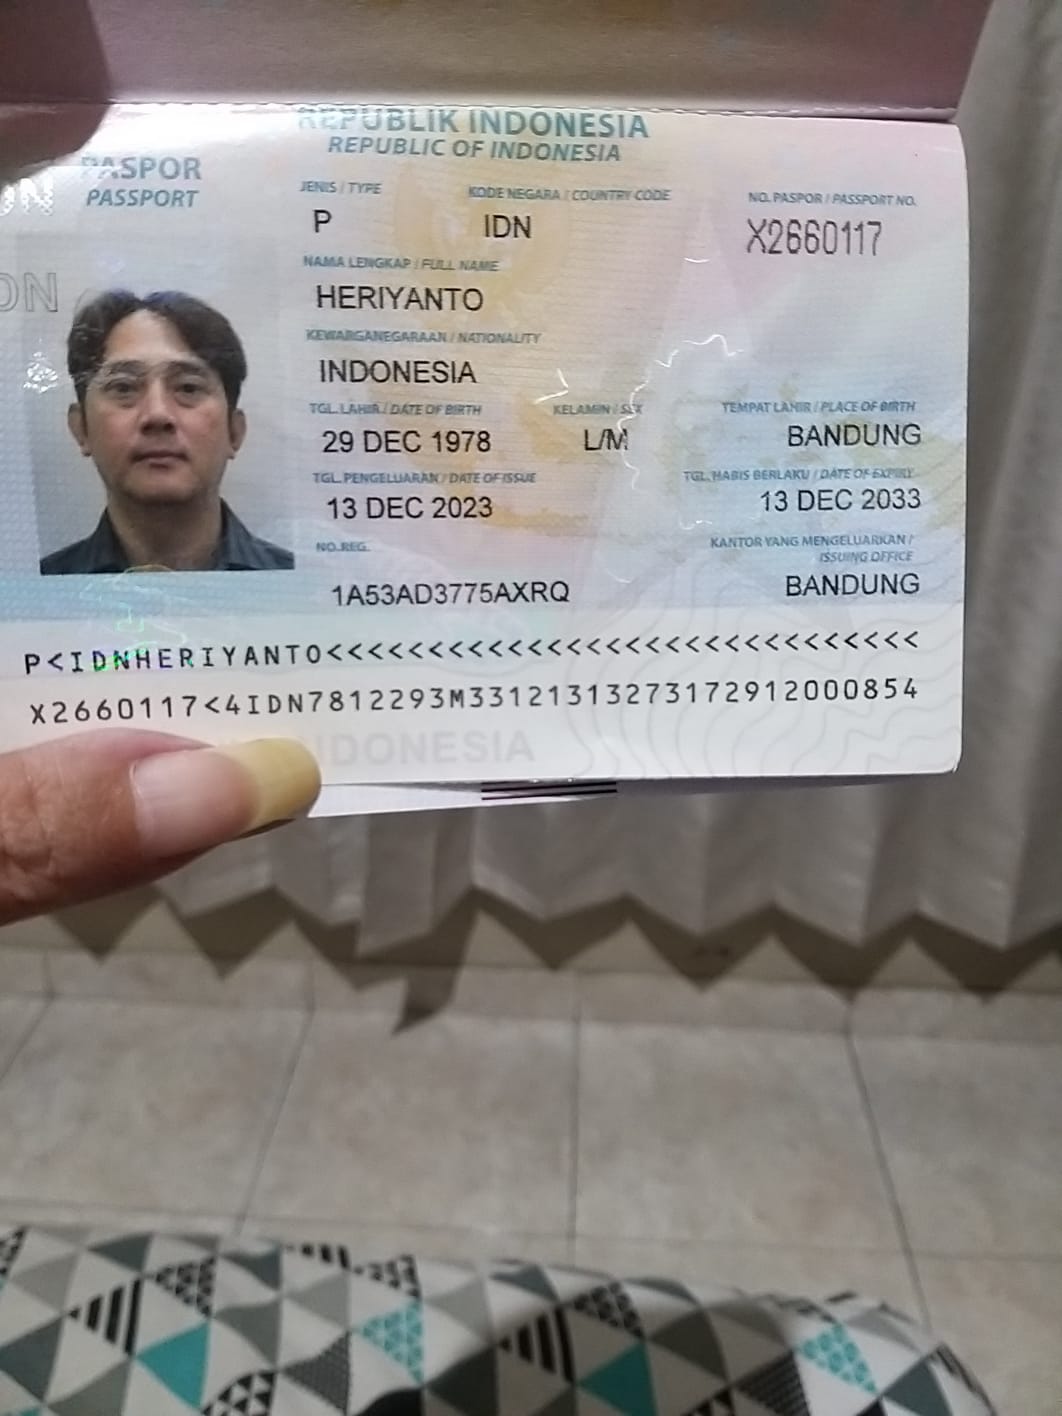 REPUBLIK INDONESIA
REPUBLIC OF INDONESIA
PASPOR
PASSPORT
JENIS / TYPE
KODE NEGARA / COUNTRY CODE
NO. PASPOR / PASSPORT NO.
P
IDN
X2660117
NAMA LENGKAP / FULL NAME
HERIYANTO
KEWARGANEGARAAN / NATIONALITY
INDONESIA
TGL. LAHIR / DATE OF BIRTH
KELAMIN / SEX
TEMPAT LAHIR / PLACE OF BIRTH
29 DEC 1978
L/M
BANDUNG
TGL. PENGELUARAN / DATE OF ISSUE
TGL. HABIS BERLAKU / DATE OF EXPIRY
13 DEC 2023
13 DEC 2033
NO. REG.
KANTOR YANG MENGELUARKAN /
ISSUING OFFICE
1A53AD3775AXRQ
BANDUNG
P<IDNHERIYANTO<<<<<<<<<<<<<<<<<<<<<<<<<<<<<<
X2660117<4IDN7812293M33121313273172912000854
INDONESIA